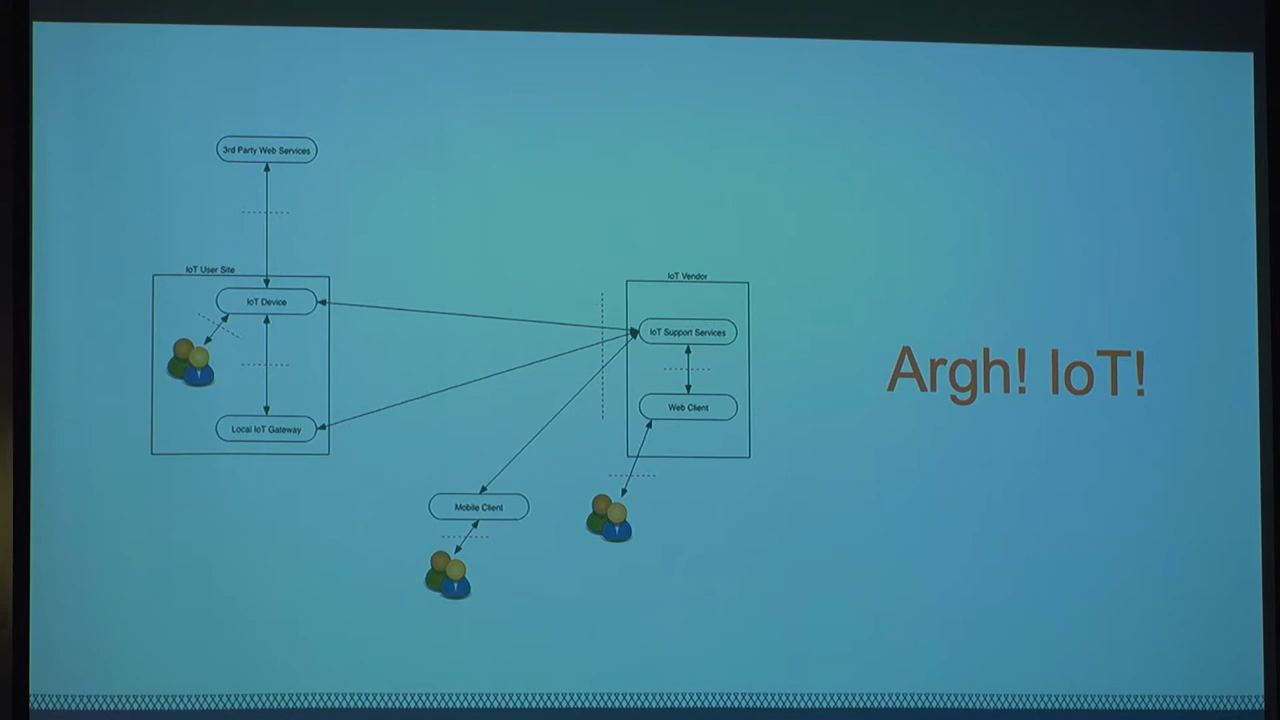 3rd Party Web Services
IoT User Site
IoT Device
Local IoT Gateway
IoT Vendor
IoT Support Services
Web Client
Mobile Client
Argh! IoT!